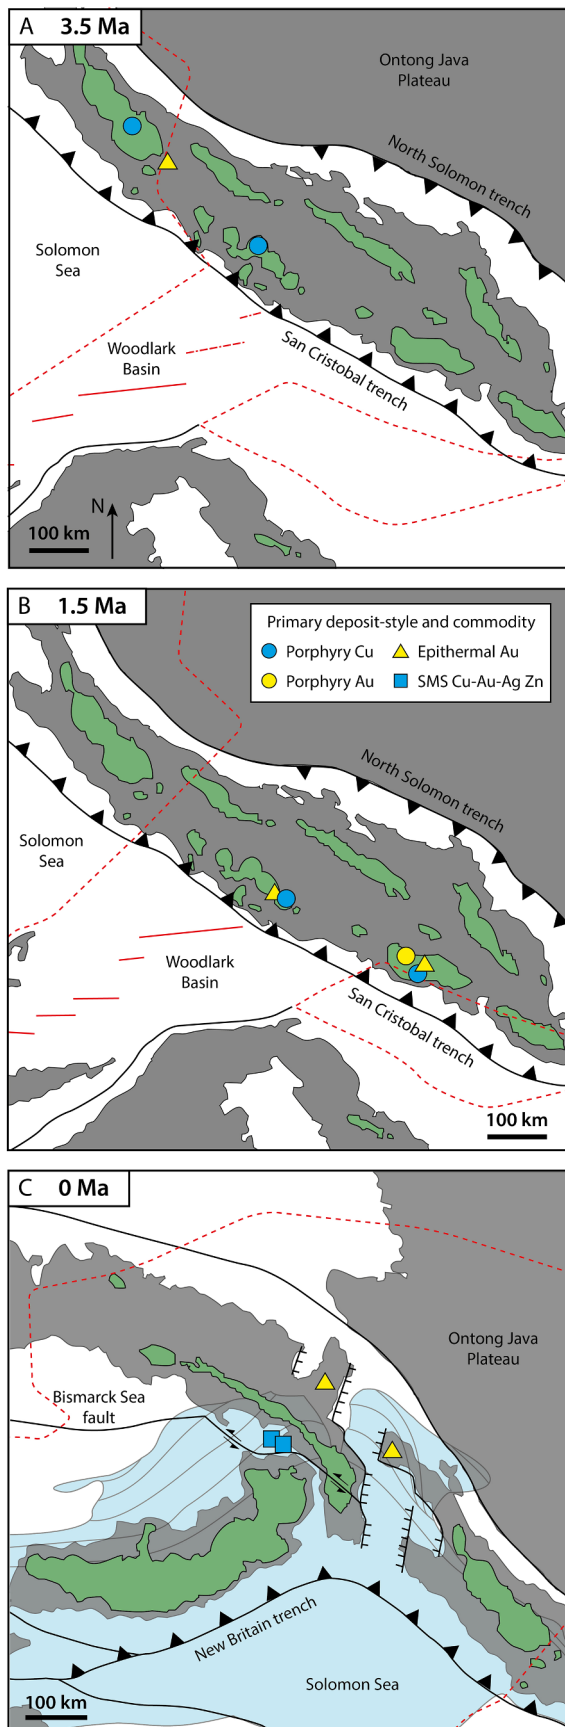 A 3.5 Ma
Ontong Java
Plateau
North Solomon trench
Solomon
Sea
Woodlark
Basin
San Cristobal trench
N
100 km
B 1.5 Ma
Primary deposit-style and commodity
Porphyry Cu
Epithermal Au
Porphyry Au
SMS Cu-Au-Ag Zn
North Solomon trench
Solomon
Sea
Woodlark
Basin
San Cristobal trench
100 km
C 0 Ma
Ontong Java
Plateau
Bismarck Sea
fault
New Britain trench
Solomon Sea
100 km